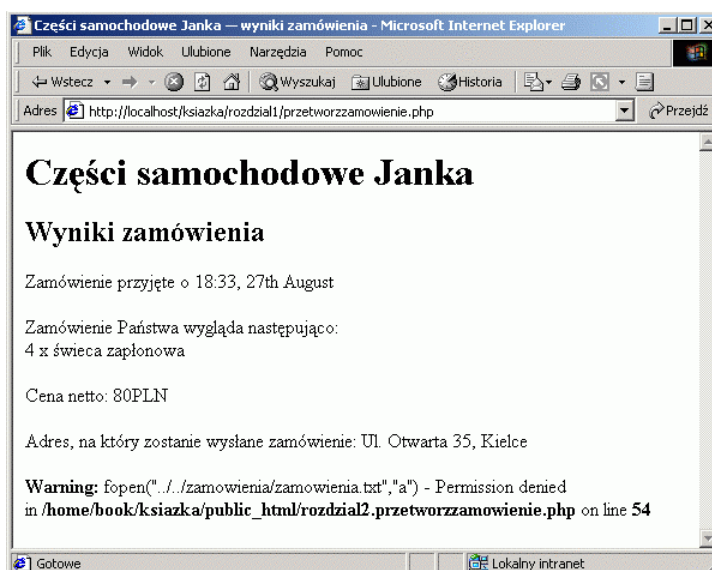 Części samochodowe Janka — wyniki zamówienia - Microsoft Internet Explorer
Plik Edycja Widok Ulubione Narzędzia Pomoc
Wstecz Wyszukaj Ulubione Historia
Adres http://localhost/ksiazka/rozdzial1/przetworzzamowienie.php Przejdź
Części samochodowe Janka
Wyniki zamówienia
Zamówienie przyjęte o 18:33, 27th August
Zamówienie Państwa wygląda następująco:
4 x świeca zapłonowa
Cena netto: 80PLN
Adres, na który zostanie wysłane zamówienie: Ul. Otwarta 35, Kielce
Warning: fopen("../../zamowienia/zamowienia.txt","a") - Permission denied
in /home/book/ksiazka/public_html/rozdzial2.przetworzzamowienie.php on line 54
Gotowe Lokalny intranet